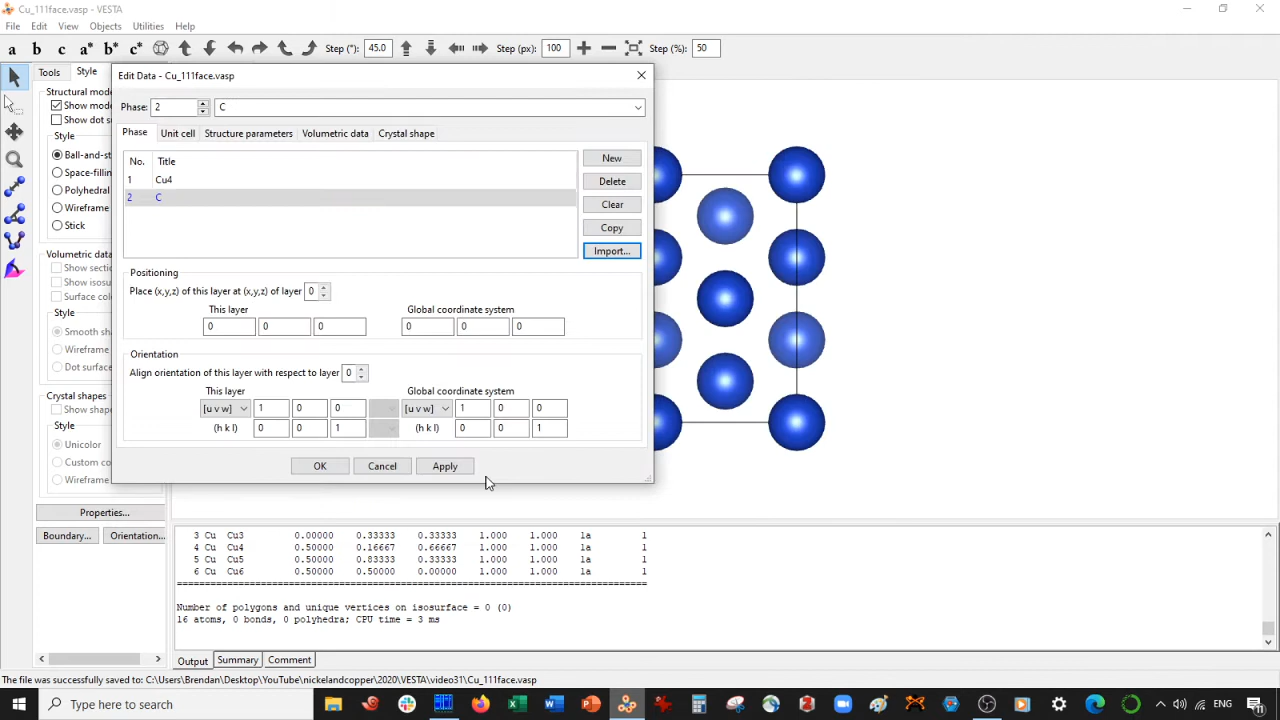 Cu_111face.vasp - VESTA
File Edit View Objects Utilities Help
a b c a* b* c* Step (°): 45.0 Step (px): 100 Step (%): 50
Tools Style
Structural mode
Show mode
Show dot su
Style
Ball-and-st
Space-fillin
Polyhedral
Wireframe
Stick
Volumetric data
Show sectio
Show isosu
Surface colo
Style
Smooth sha
Wireframe
Dot surface
Crystal shapes
Show shape
Style
Unicolor
Custom co
Wireframe
Properties...
Boundary... Orientation...
Edit Data - Cu_111face.vasp
Phase: 2 C
Phase Unit cell Structure parameters Volumetric data Crystal shape
No. Title
1 Cu4
2 C
New
Delete
Clear
Copy
Import...
Positioning
Place (x,y,z) of this layer at (x,y,z) of layer 0
This layer Global coordinate system
0 0 0 0 0 0
Orientation
Align orientation of this layer with respect to layer 0
This layer Global coordinate system
[u v w] 1 0 0 [u v w] 1 0 0
(h k l) 0 0 1 (h k l) 0 0 1
OK Cancel Apply
3 Cu Cu3 0.00000 0.33333 0.33333 1.000 1.000 1a 1
4 Cu Cu4 0.50000 0.16667 0.66667 1.000 1.000 1a 1
5 Cu Cu5 0.50000 0.83333 0.33333 1.000 1.000 1a 1
6 Cu Cu6 0.50000 0.50000 0.00000 1.000 1.000 1a 1
================================================================================
Number of polygons and unique vertices on isosurface = 0 (0)
16 atoms, 0 bonds, 0 polyhedra; CPU time = 3 ms
Output Summary Comment
The file was successfully saved to: C:\Users\Brendan\Desktop\YouTube\nickelandcopper\2020\VESTA\video31\Cu_111face.vasp
Type here to search
ENG